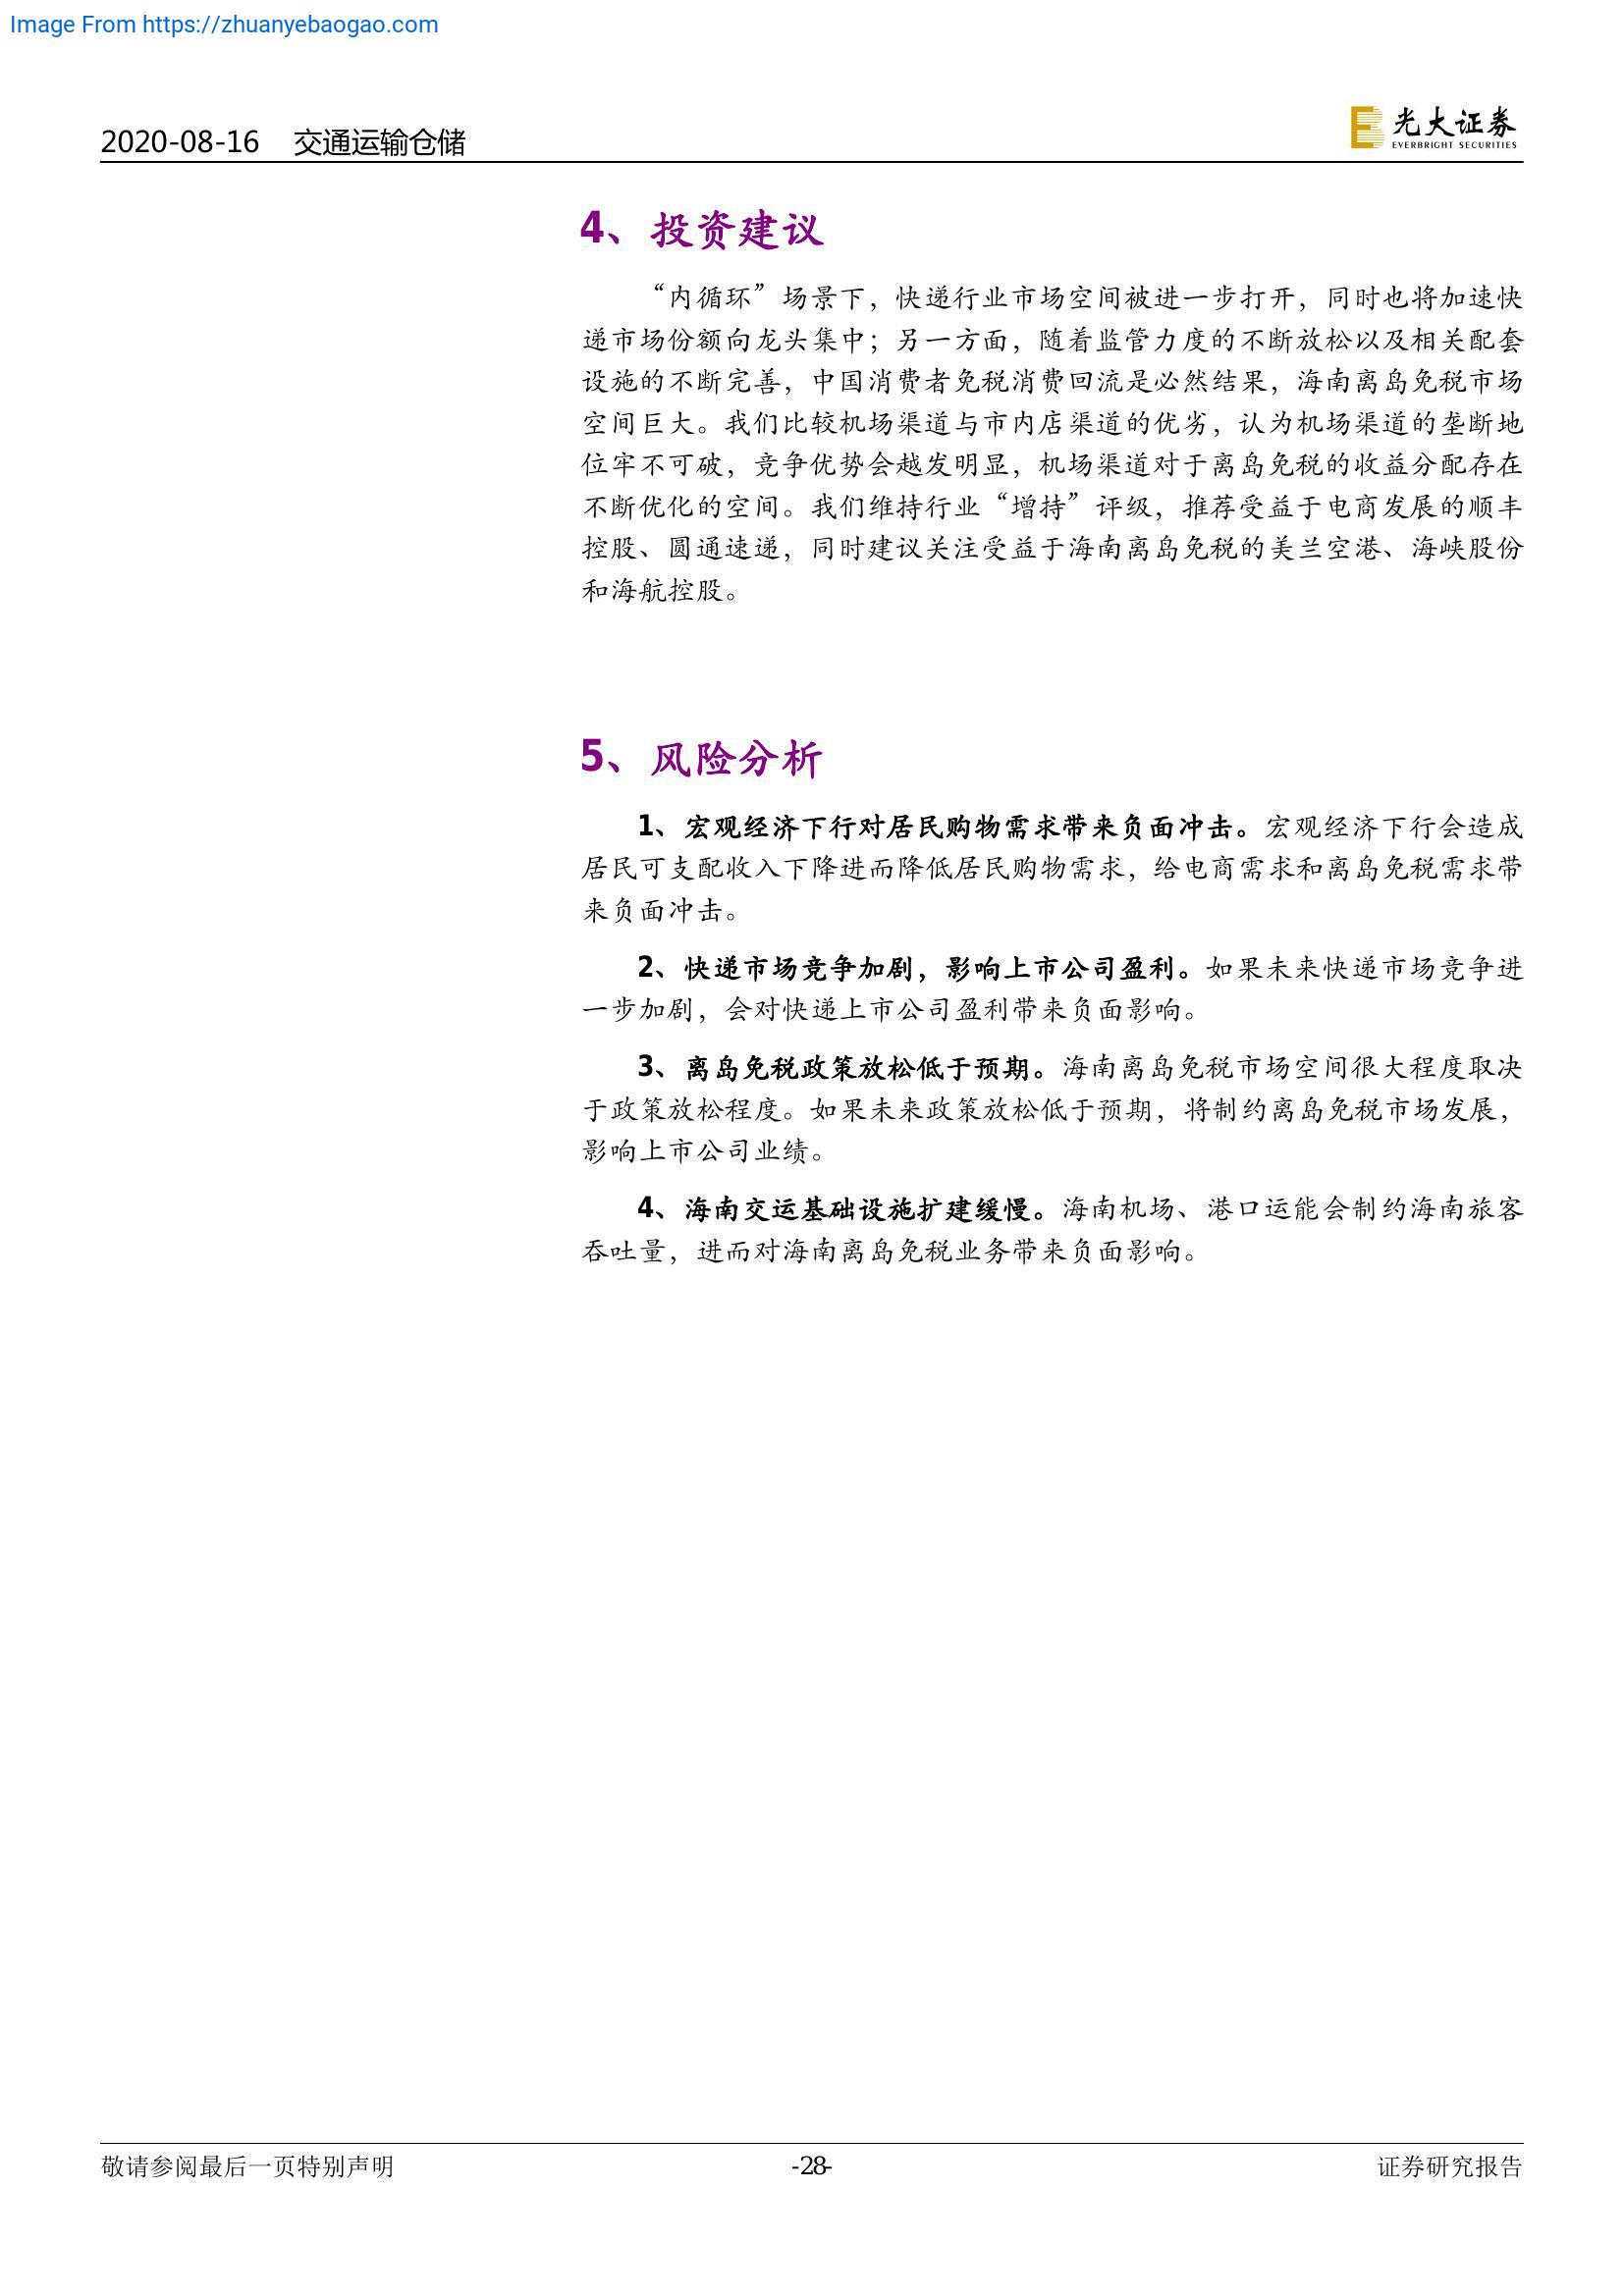 Image From https://zhuanyebaogao.com
2020-08-16 交通运输仓储
光大证券
EVERBRIGHT SECURITIES
4、投资建议
“内循环”场景下，快递行业市场空间被进一步打开，同时也将加速快
递市场份额向龙头集中；另一方面，随着监管力度的不断放松以及相关配套
设施的不断完善，中国消费者免税消费回流是必然结果，海南离岛免税市场
空间巨大。我们比较机场渠道与市内店渠道的优劣，认为机场渠道的垄断地
位牢不可破，竞争优势会越发明显，机场渠道对于离岛免税的收益分配存在
不断优化的空间。我们维持行业“增持”评级，推荐受益于电商发展的顺丰
控股、圆通速递，同时建议关注受益于海南离岛免税的美兰空港、海峡股份
和海航控股。
5、风险分析
1、宏观经济下行对居民购物需求带来负面冲击。宏观经济下行会造成
居民可支配收入下降进而降低居民购物需求，给电商需求和离岛免税需求带
来负面冲击。
2、快递市场竞争加剧，影响上市公司盈利。如果未来快递市场竞争进
一步加剧，会对快递上市公司盈利带来负面影响。
3、离岛免税政策放松低于预期。海南离岛免税市场空间很大程度取决
于政策放松程度。如果未来政策放松低于预期，将制约离岛免税市场发展，
影响上市公司业绩。
4、海南交运基础设施扩建缓慢。海南机场、港口运能会制约海南旅客
吞吐量，进而对海南离岛免税业务带来负面影响。
敬请参阅最后一页特别声明
-28-
证券研究报告